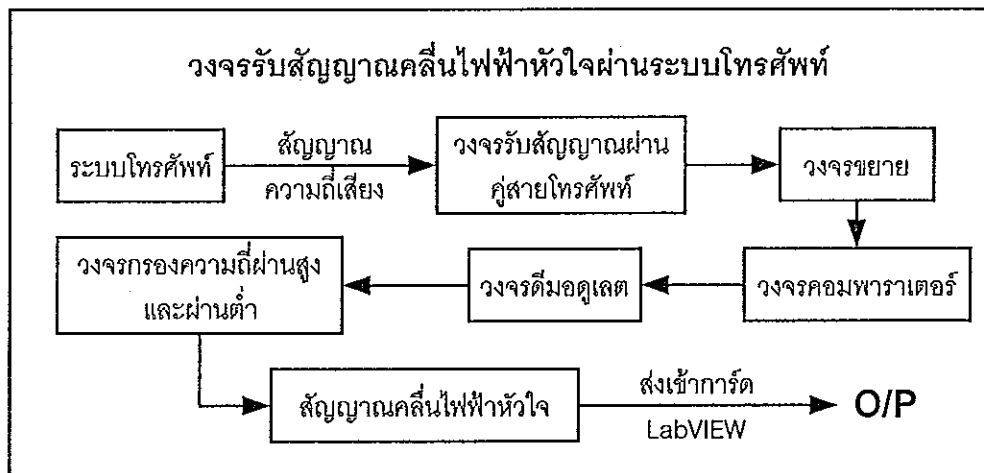 วงจรรับสัญญาณคลื่นไฟฟ้าหัวใจผ่านระบบโทรศัพท์
ระบบโทรศัพท์
สัญญาณ
ความถี่เสียง
วงจรรับสัญญาณผ่าน
คู่สายโทรศัพท์
วงจรขยาย
วงจรคอมพาราเตอร์
วงจรดีมอดูเลต
วงจรกรองความถี่ผ่านสูง
และผ่านต่ำ
สัญญาณคลื่นไฟฟ้าหัวใจ
ส่งเข้าการ์ด
LabVIEW
O/P